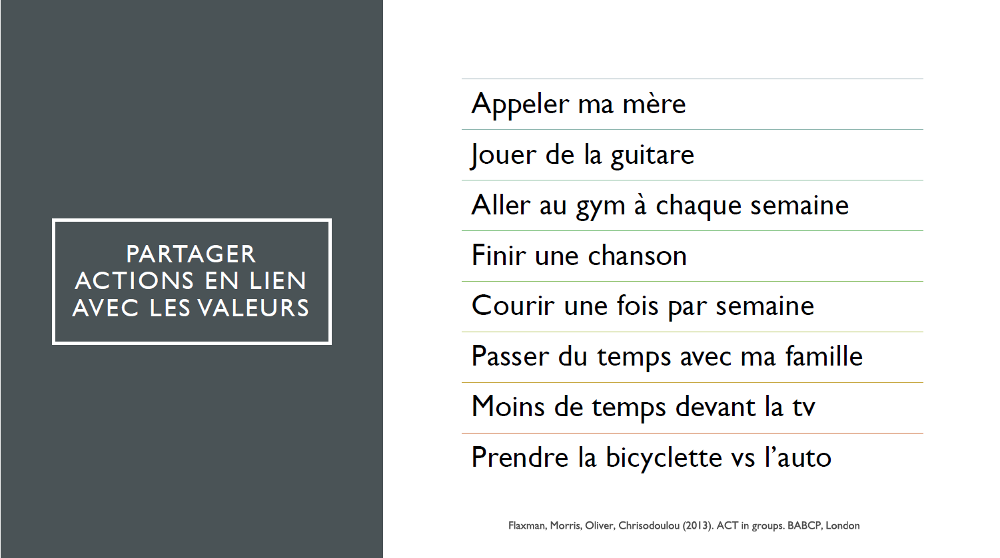 PARTAGER
ACTIONS EN LIEN
AVEC LES VALEURS
Appeler ma mère
Jouer de la guitare
Aller au gym à chaque semaine
Finir une chanson
Courir une fois par semaine
Passer du temps avec ma famille
Moins de temps devant la tv
Prendre la bicyclette vs l’auto
Flaxman, Morris, Oliver, Chrisodoulou (2013). ACT in groups. BABCP, London